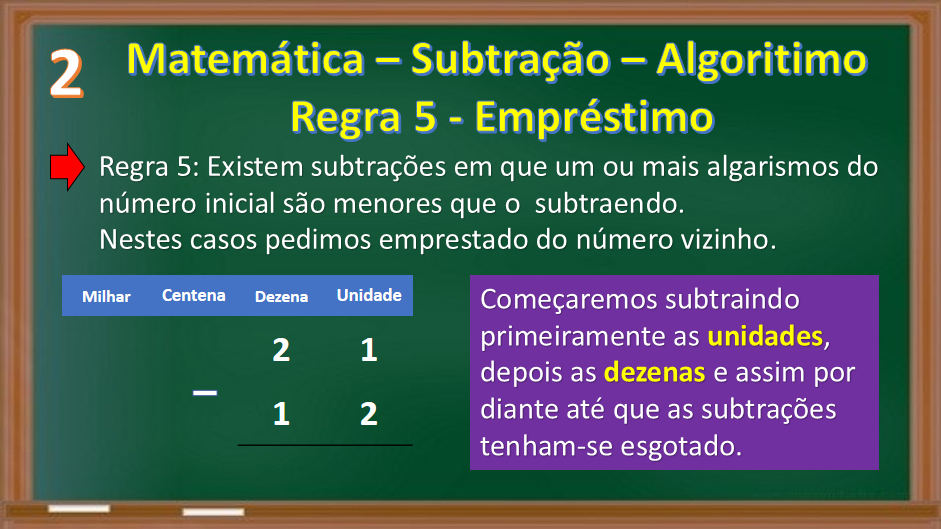 2
Matemática – Subtração – Algoritimo
Regra 5 - Empréstimo
Regra 5: Existem subtrações em que um ou mais algarismos do
número inicial são menores que o subtraendo.
Nestes casos pedimos emprestado do número vizinho.
Milhar Centena Dezena Unidade
2 1
–
1 2
Começaremos subtraindo
primeiramente as unidades,
depois as dezenas e assim por
diante até que as subtrações
tenham-se esgotado.